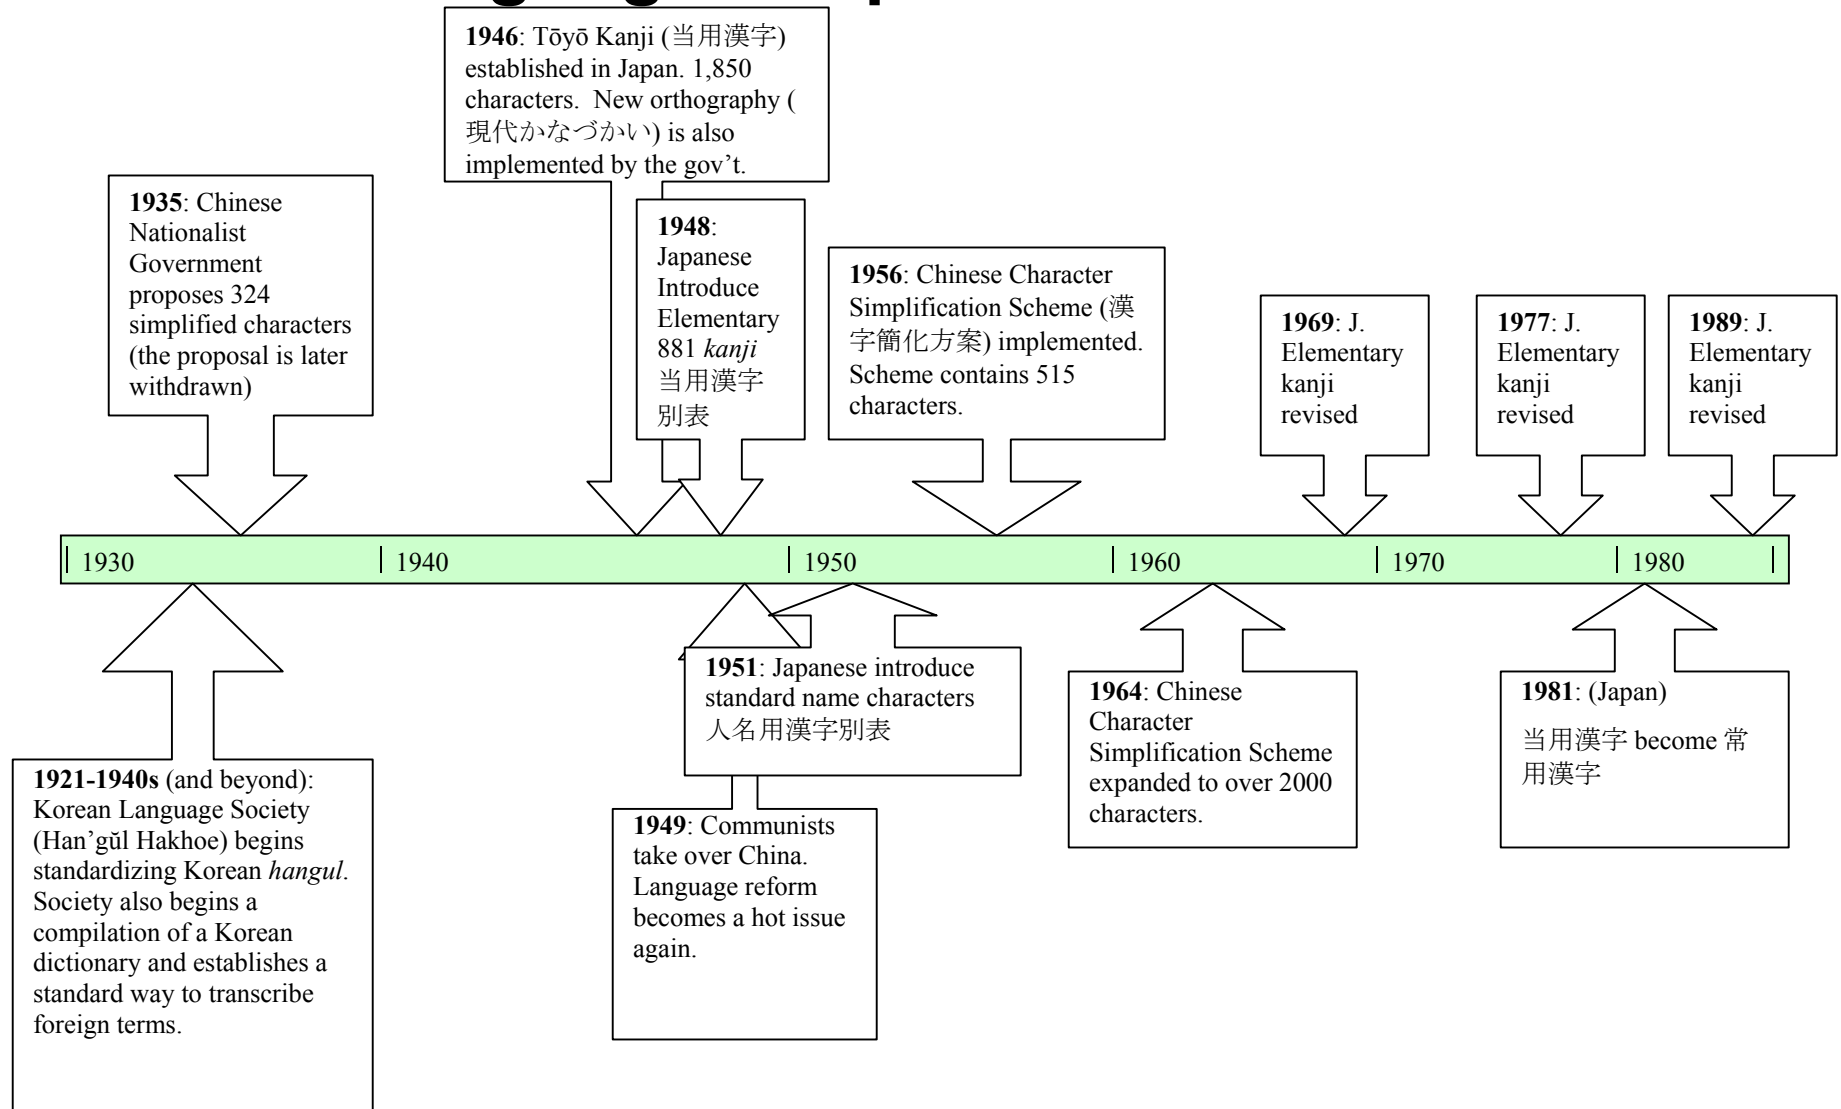 1946: Tōyō Kanji (当用漢字)
established in Japan. 1,850
characters.  New orthography (
現代かなづかい) is also
implemented by the gov't.
1935: Chinese
Nationalist
Government
proposes 324
simplified characters
(the proposal is later
withdrawn)
1948:
Japanese
Introduce
Elementary
881 kanji
当用漢字
別表
1956: Chinese Character
Simplification Scheme (漢
字簡化方案) implemented.
Scheme contains 515
characters.
1969: J.
Elementary
kanji
revised
1977: J.
Elementary
kanji
revised
1989: J.
Elementary
kanji
revised
1930
1940
1950
1960
1970
1980
1921-1940s (and beyond):
Korean Language Society
(Han'gŭl Hakhoe) begins
standardizing Korean hangul.
Society also begins a
compilation of a Korean
dictionary and establishes a
standard way to transcribe
foreign terms.
1951: Japanese introduce
standard name characters
人名用漢字別表
1949: Communists
take over China.
Language reform
becomes a hot issue
again.
1964: Chinese
Character
Simplification Scheme
expanded to over 2000
characters.
1981: (Japan)
当用漢字 become 常
用漢字